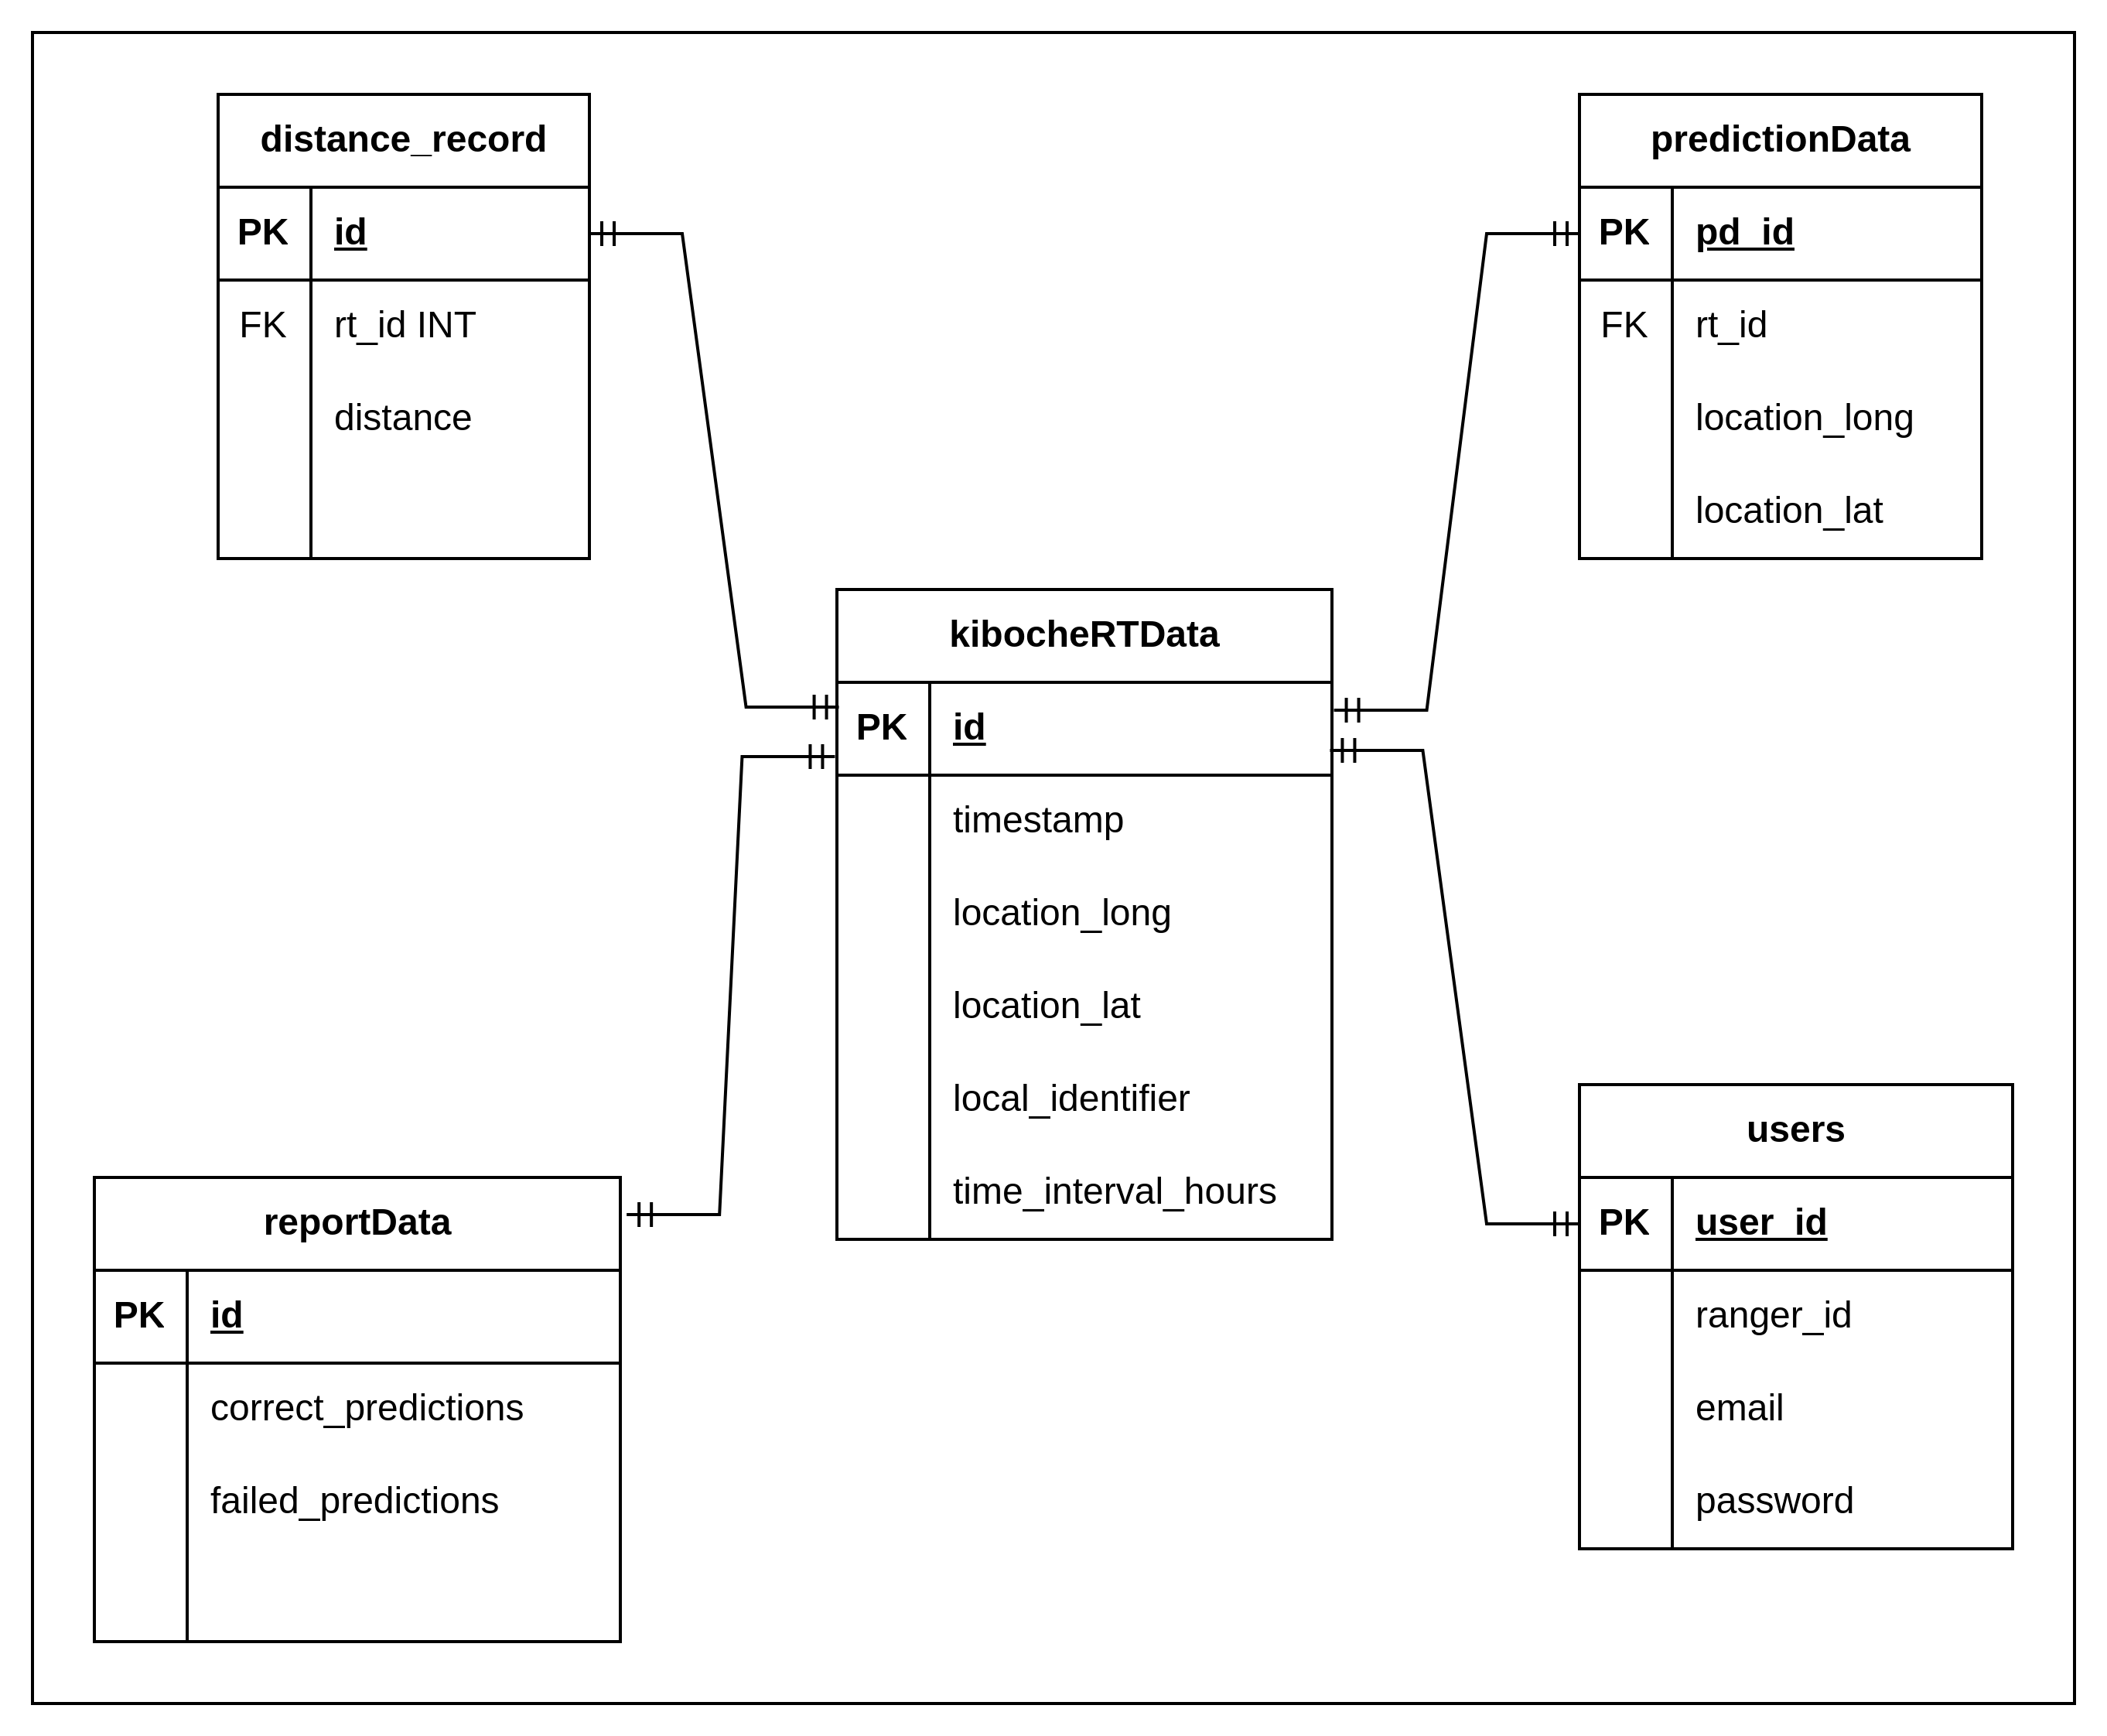 distance_record
PK id
FK rt_id INT
distance
predictionData
PK pd_id
FK rt_id
location_long
location_lat
kibocheRTData
PK id
timestamp
location_long
location_lat
local_identifier
time_interval_hours
reportData
PK id
correct_predictions
failed_predictions
users
PK user_id
ranger_id
email
password